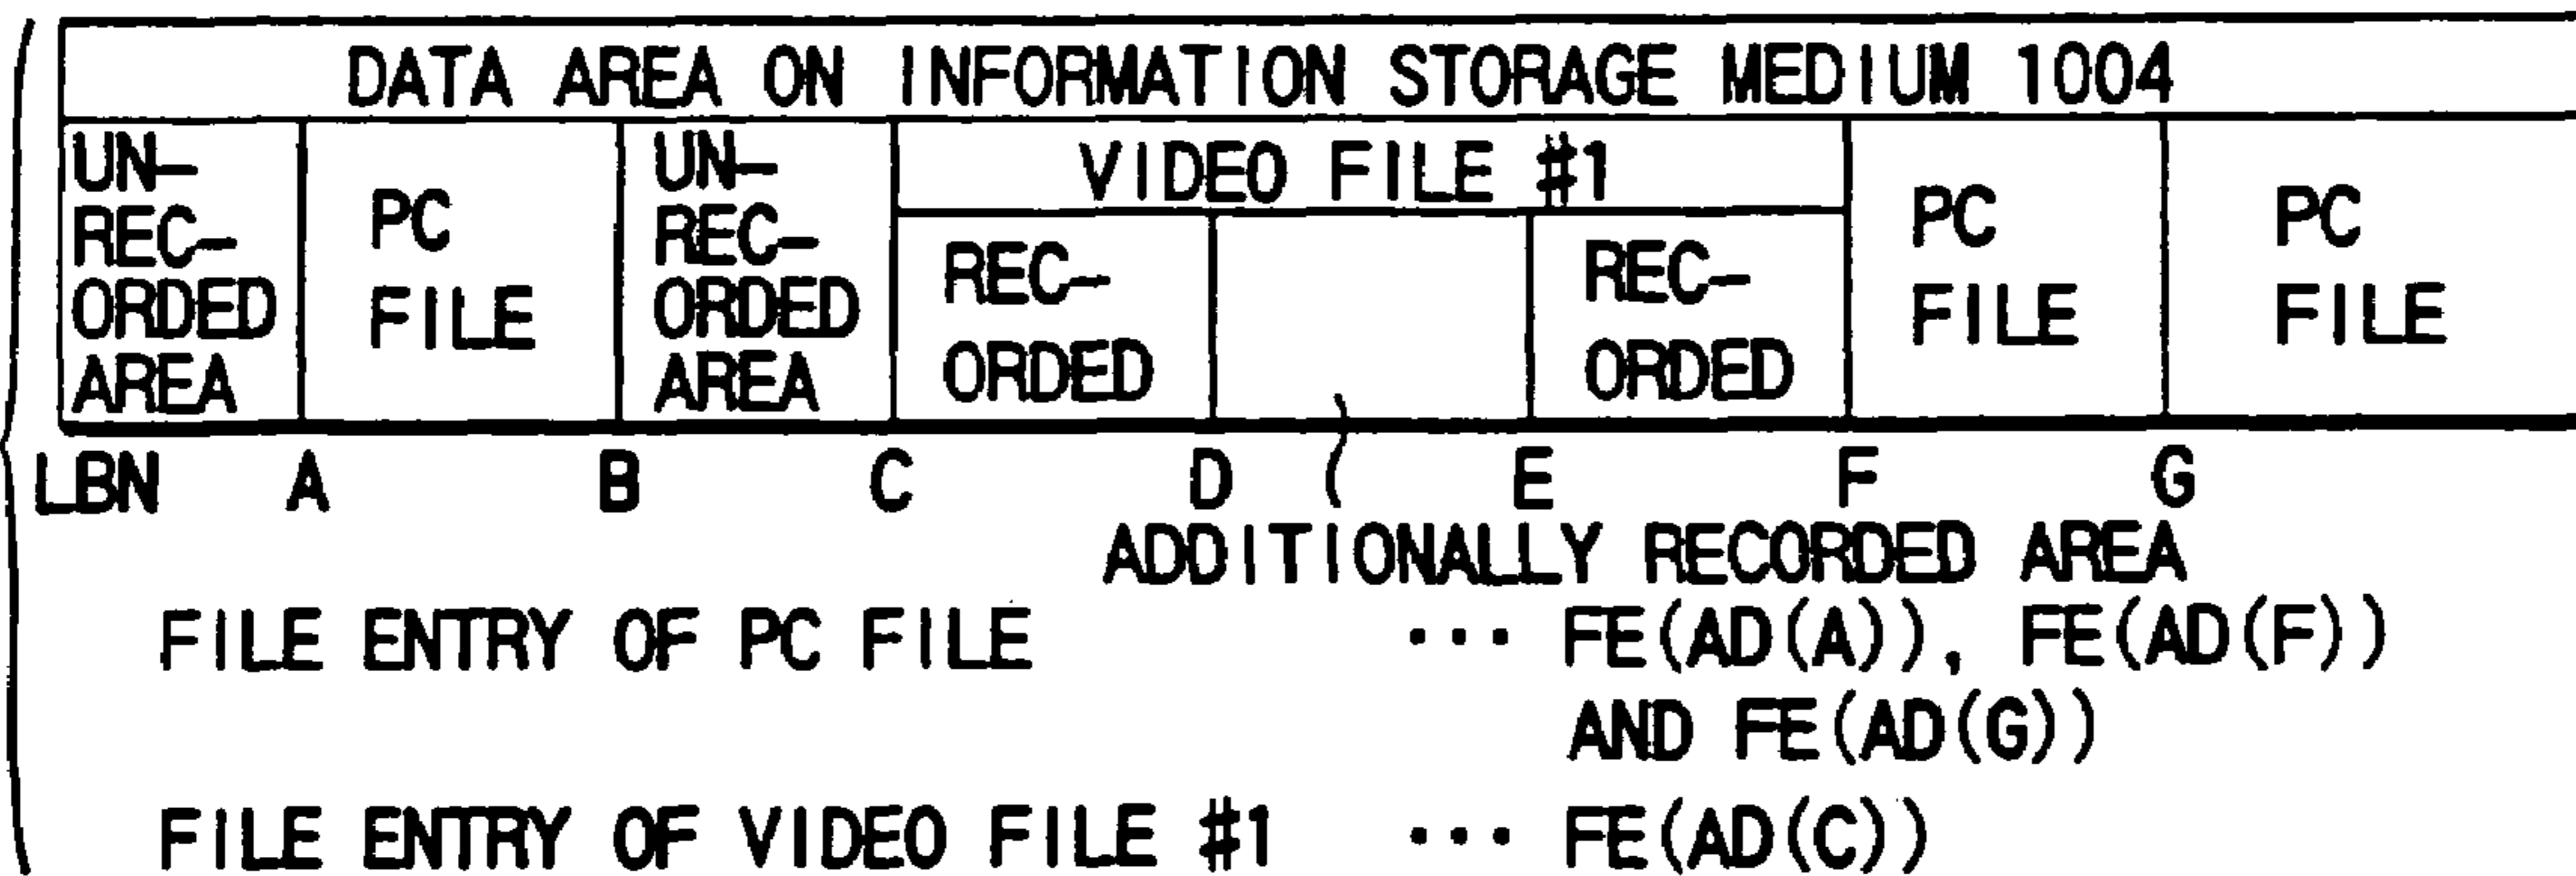 DATA AREA ON INFORMATION STORAGE MEDIUM 1004
UN-
REC-
ORDED
AREA
PC
FILE
UN-
REC-
ORDED
AREA
VIDEO FILE #1
REC-
ORDED
REC-
ORDED
PC
FILE
PC
FILE
LBN A B C D E F G
ADDITIONALLY RECORDED AREA
FILE ENTRY OF PC FILE ··· FE(AD(A)), FE(AD(F))
AND FE(AD(G))
FILE ENTRY OF VIDEO FILE #1 ··· FE(AD(C))